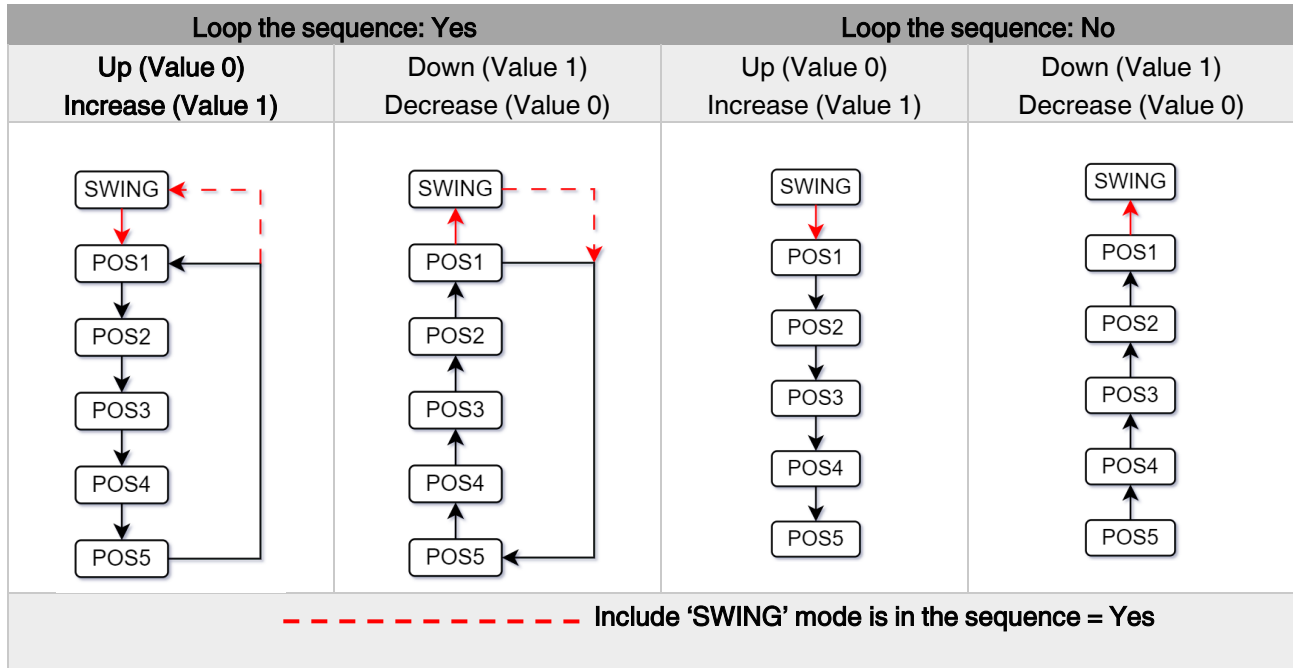 Loop the sequence: Yes
Loop the sequence: No
Up (Value 0)
Increase (Value 1)
Down (Value 1)
Decrease (Value 0)
Up (Value 0)
Increase (Value 1)
Down (Value 1)
Decrease (Value 0)
SWING
POS1
POS2
POS3
POS4
POS5
SWING
POS1
POS2
POS3
POS4
POS5
SWING
POS1
POS2
POS3
POS4
POS5
SWING
POS1
POS2
POS3
POS4
POS5
Include ‘SWING’ mode is in the sequence = Yes